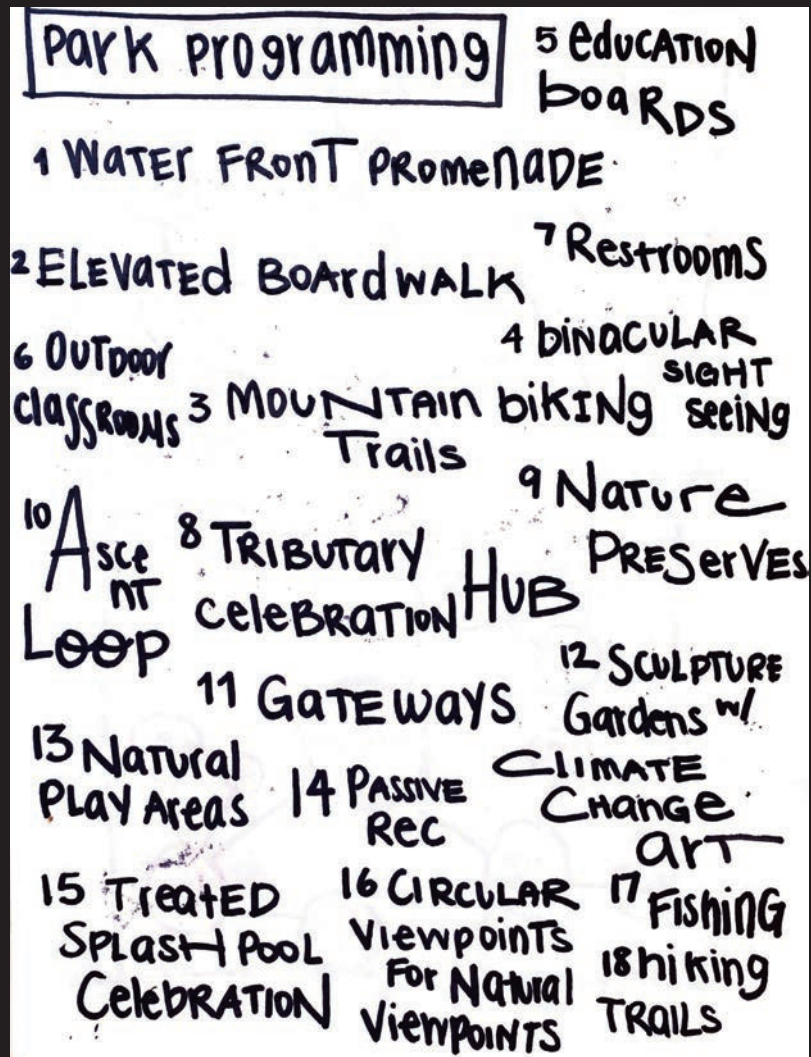 Park Programming
5 Education
Boards
1 Water Front Promenade
7 Restrooms
2 Elevated Boardwalk
4 Binacular
Sight
Seeing
6 Outdoor
Classrooms
3 Mountain Biking
Trails
9 Nature
Preserves
10 Asce
nt
Loop
8 Tributary
Celebration Hub
12 Sculpture
Gardens w/
Climate
Change
Art
11 Gateways
13 Natural
Play Areas
14 Passive
Rec
15 Treated
Splash Pool
Celebration
16 Circular
Viewpoints
For Natural
Viewpoints
17 Fishing
18 Hiking
Trails